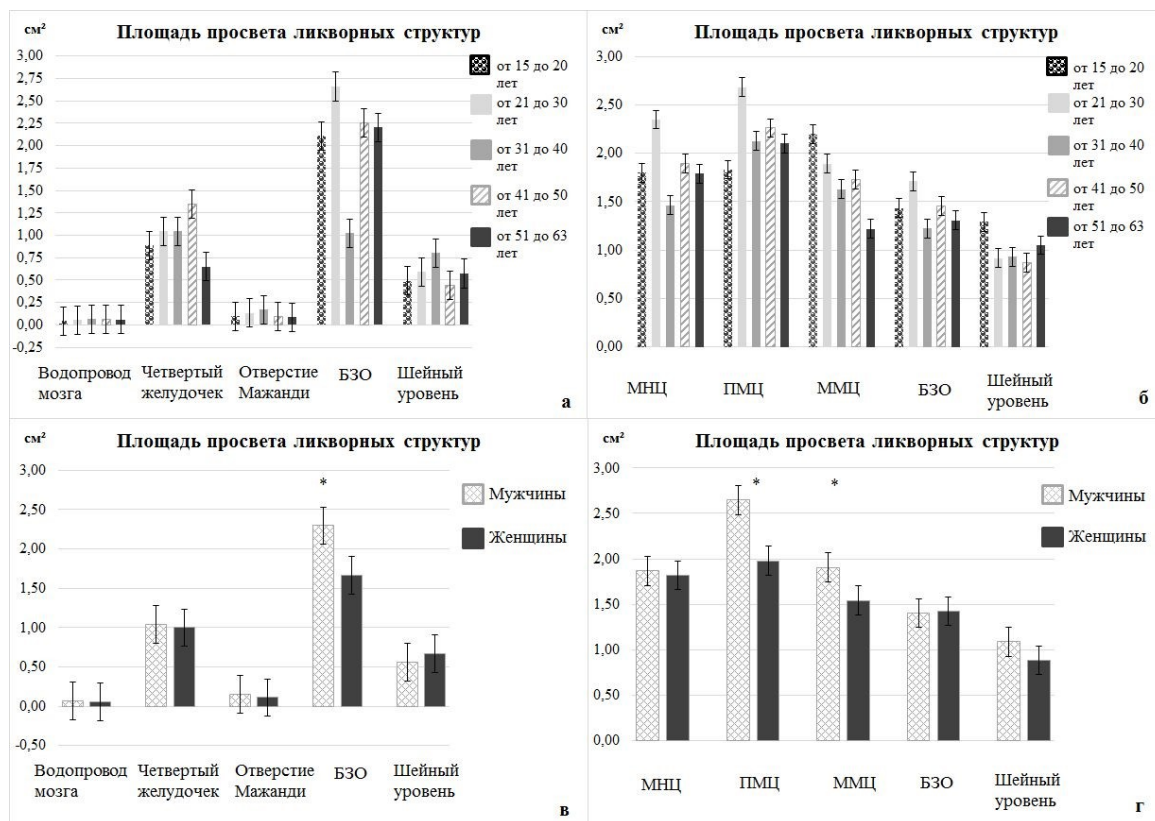 см²
Площадь просвета ликворных структур
3,00
2,75
2,50
2,25
2,00
1,75
1,50
1,25
1,00
0,75
0,50
0,25
0,00
-0,25
от 15 до 20
лет
от 21 до 30
лет
от 31 до 40
лет
от 41 до 50
лет
от 51 до 63
лет
Водопровод
мозга
Четвертый
желудочек
Отверстие
Мажанди
БЗО
Шейный
уровень
а
см²
Площадь просвета ликворных структур
3,00
2,50
2,00
1,50
1,00
0,50
0,00
от 15 до 20
лет
от 21 до 30
лет
от 31 до 40
лет
от 41 до 50
лет
от 51 до 63
лет
МНЦ
ПМЦ
ММЦ
БЗО
Шейный
уровень
б
см²
Площадь просвета ликворных структур
3,00
2,50
2,00
1,50
1,00
0,50
0,00
-0,50
*
Мужчины
Женщины
Водопровод
мозга
Четвертый
желудочек
Отверстие
Мажанди
БЗО
Шейный
уровень
в
см²
Площадь просвета ликворных структур
3,00
2,50
2,00
1,50
1,00
0,50
0,00
* *
Мужчины
Женщины
МНЦ
ПМЦ
ММЦ
БЗО
Шейный
уровень
г